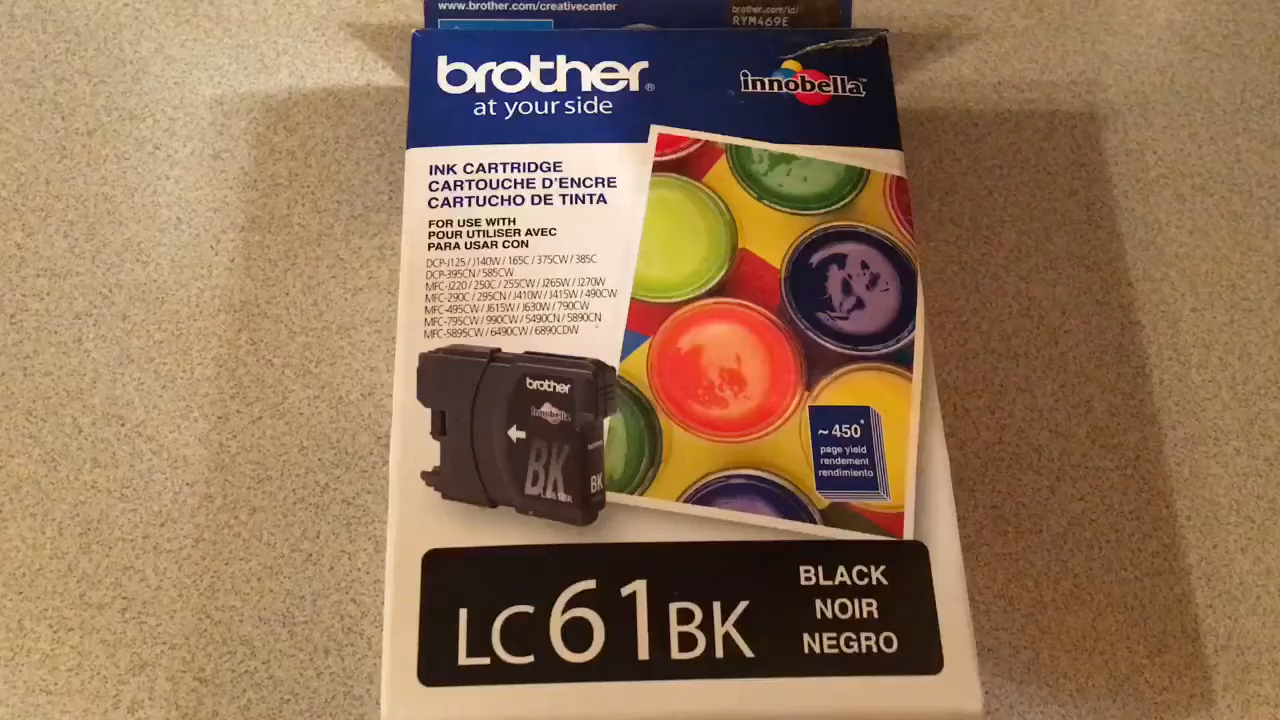 www.brother.com/creativecenter
brother.com/id/
RYM469E
brother®
at your side
innobella™
INK CARTRIDGE
CARTOUCHE D'ENCRE
CARTUCHO DE TINTA
FOR USE WITH
POUR UTILISER AVEC
PARA USAR CON
DCP-J125 / J140W / 165C / 375CW / 385C
DCP-395CN / 585CW
MFC-J220 / 250C / 255CW / J265W / J270W
MFC-290C / 295CN / J410W / J415W / 490CW
MFC-495CW / J615W / J630W / 790CW
MFC-795CW / 990CW / 5490CN / 5890CN
MFC-5895CW / 6490CW / 6890CDW
brother
innobella
BK
LC61BK
BK
~450*
page yield
rendement
rendimiento
LC61BK
BLACK
NOIR
NEGRO